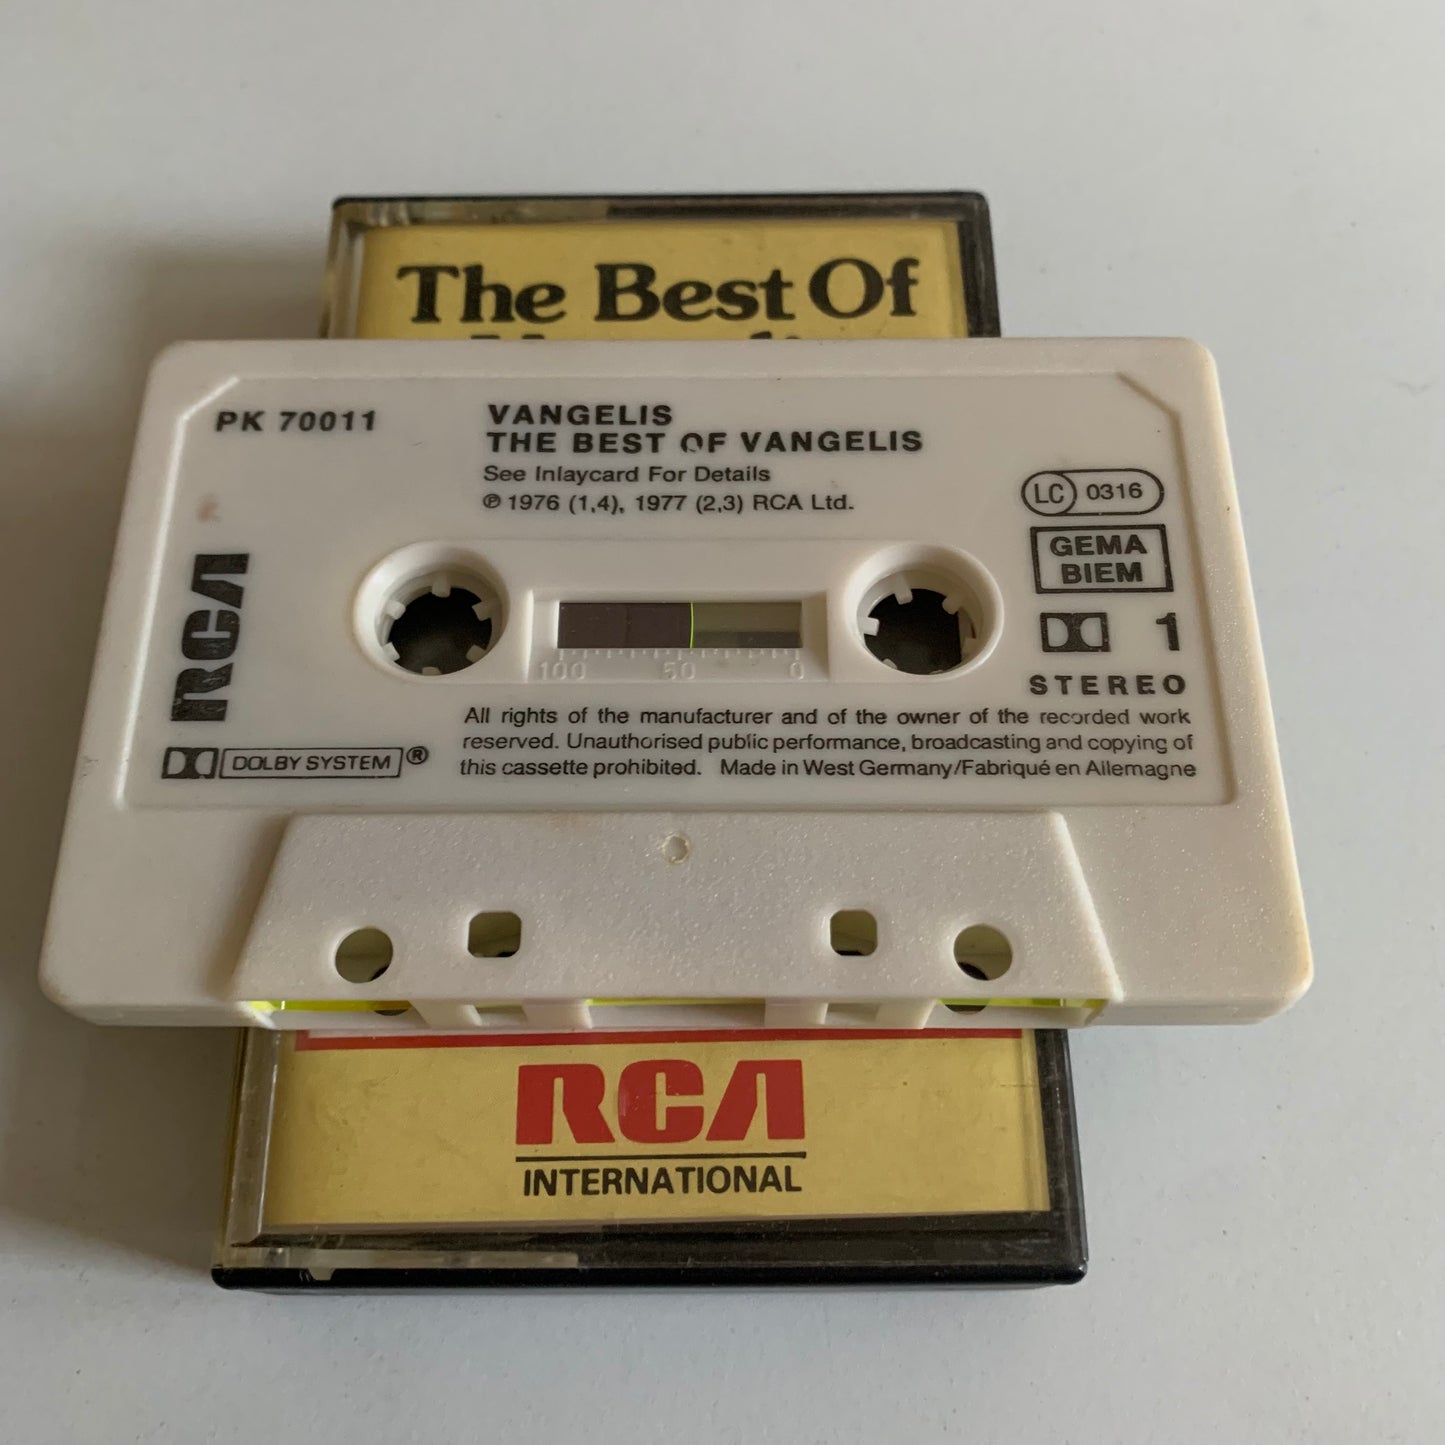 The Best Of
PK 70011
VANGELIS
THE BEST OF VANGELIS
See Inlaycard For Details
℗ 1976 (1,4), 1977 (2,3) RCA Ltd.
LC 0316
GEMA
BIEM
RCA
1
STEREO
100 50 0
DOLBY SYSTEM ®
All rights of the manufacturer and of the owner of the recorded work
reserved. Unauthorised public performance, broadcasting and copying of
this cassette prohibited. Made in West Germany/Fabriqué en Allemagne
RCA
INTERNATIONAL